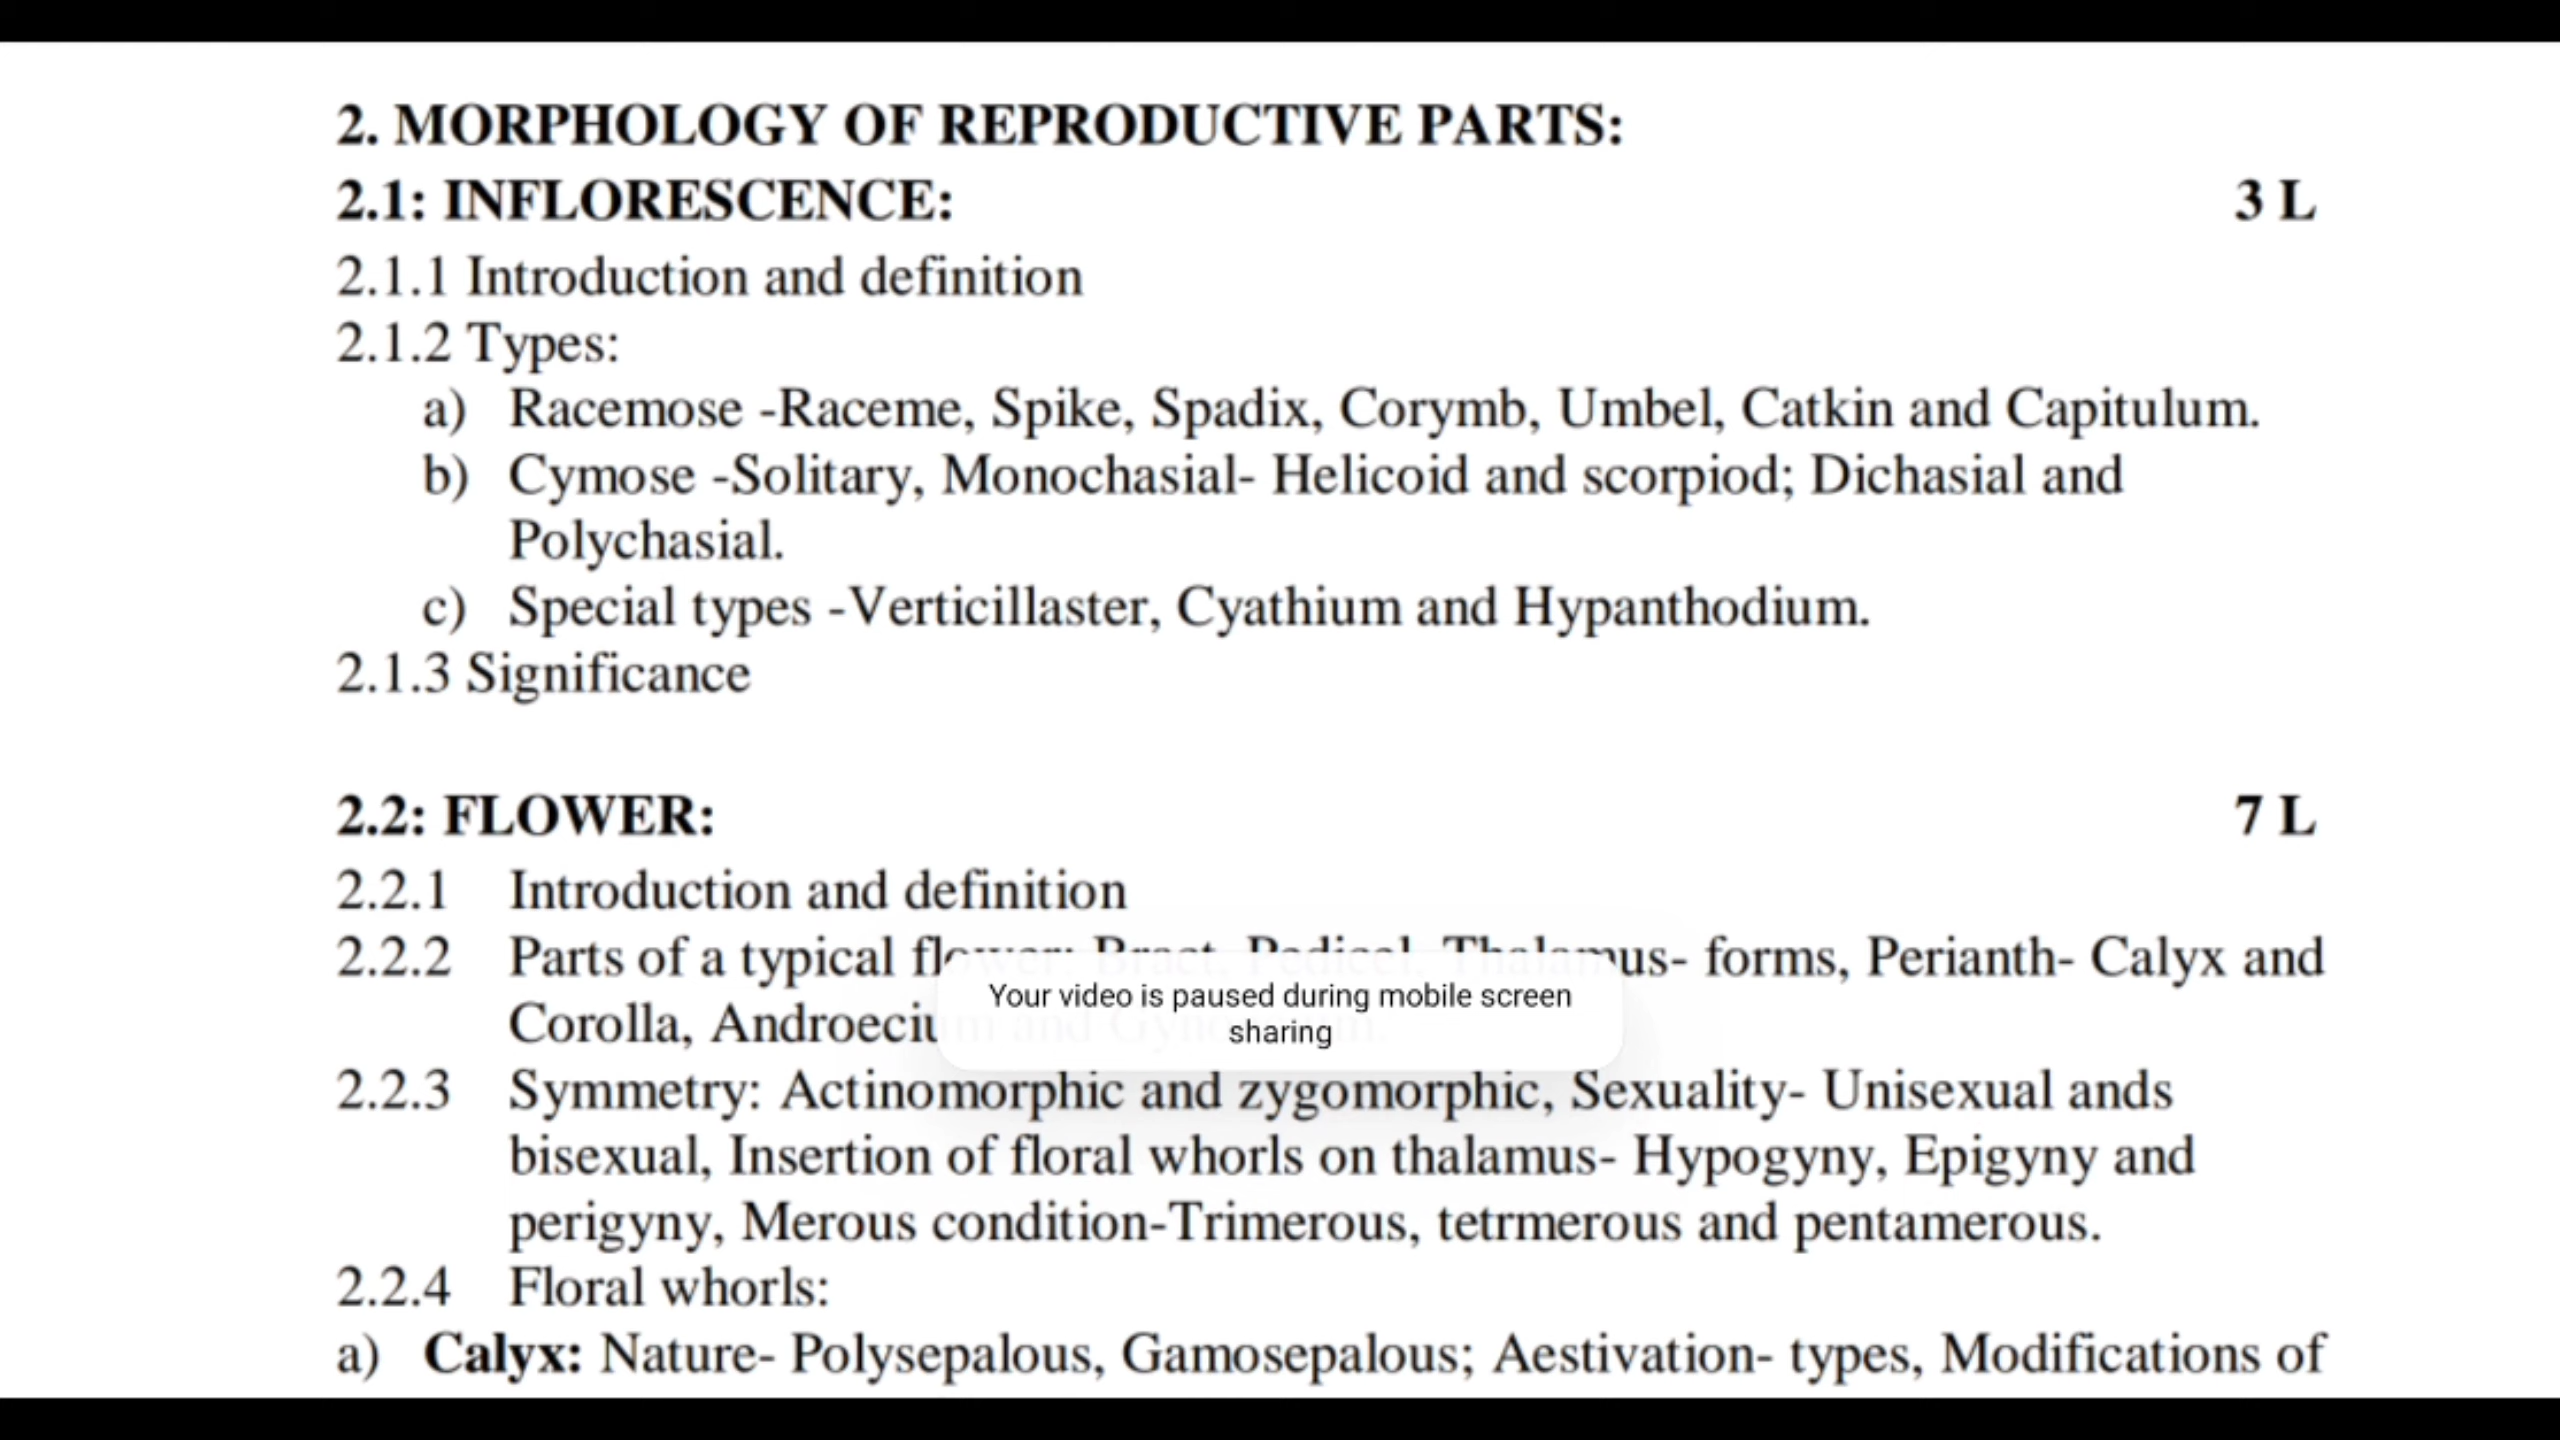 2. MORPHOLOGY OF REPRODUCTIVE PARTS:
2.1: INFLORESCENCE: 3 L
2.1.1 Introduction and definition
2.1.2 Types:
a) Racemose -Raceme, Spike, Spadix, Corymb, Umbel, Catkin and Capitulum.
b) Cymose -Solitary, Monochasial- Helicoid and scorpiod; Dichasial and
Polychasial.
c) Special types -Verticillaster, Cyathium and Hypanthodium.
2.1.3 Significance
2.2: FLOWER: 7 L
2.2.1 Introduction and definition
2.2.2 Parts of a typical flower: Bract, Pedicel, Thalamus- forms, Perianth- Calyx and
Corolla, Androecium and
Your video is paused during mobile screen
sharing
2.2.3 Symmetry: Actinomorphic and zygomorphic, Sexuality- Unisexual ands
bisexual, Insertion of floral whorls on thalamus- Hypogyny, Epigyny and
perigyny, Merous condition-Trimerous, tetrmerous and pentamerous.
2.2.4 Floral whorls:
a) Calyx: Nature- Polysepalous, Gamosepalous; Aestivation- types, Modifications of